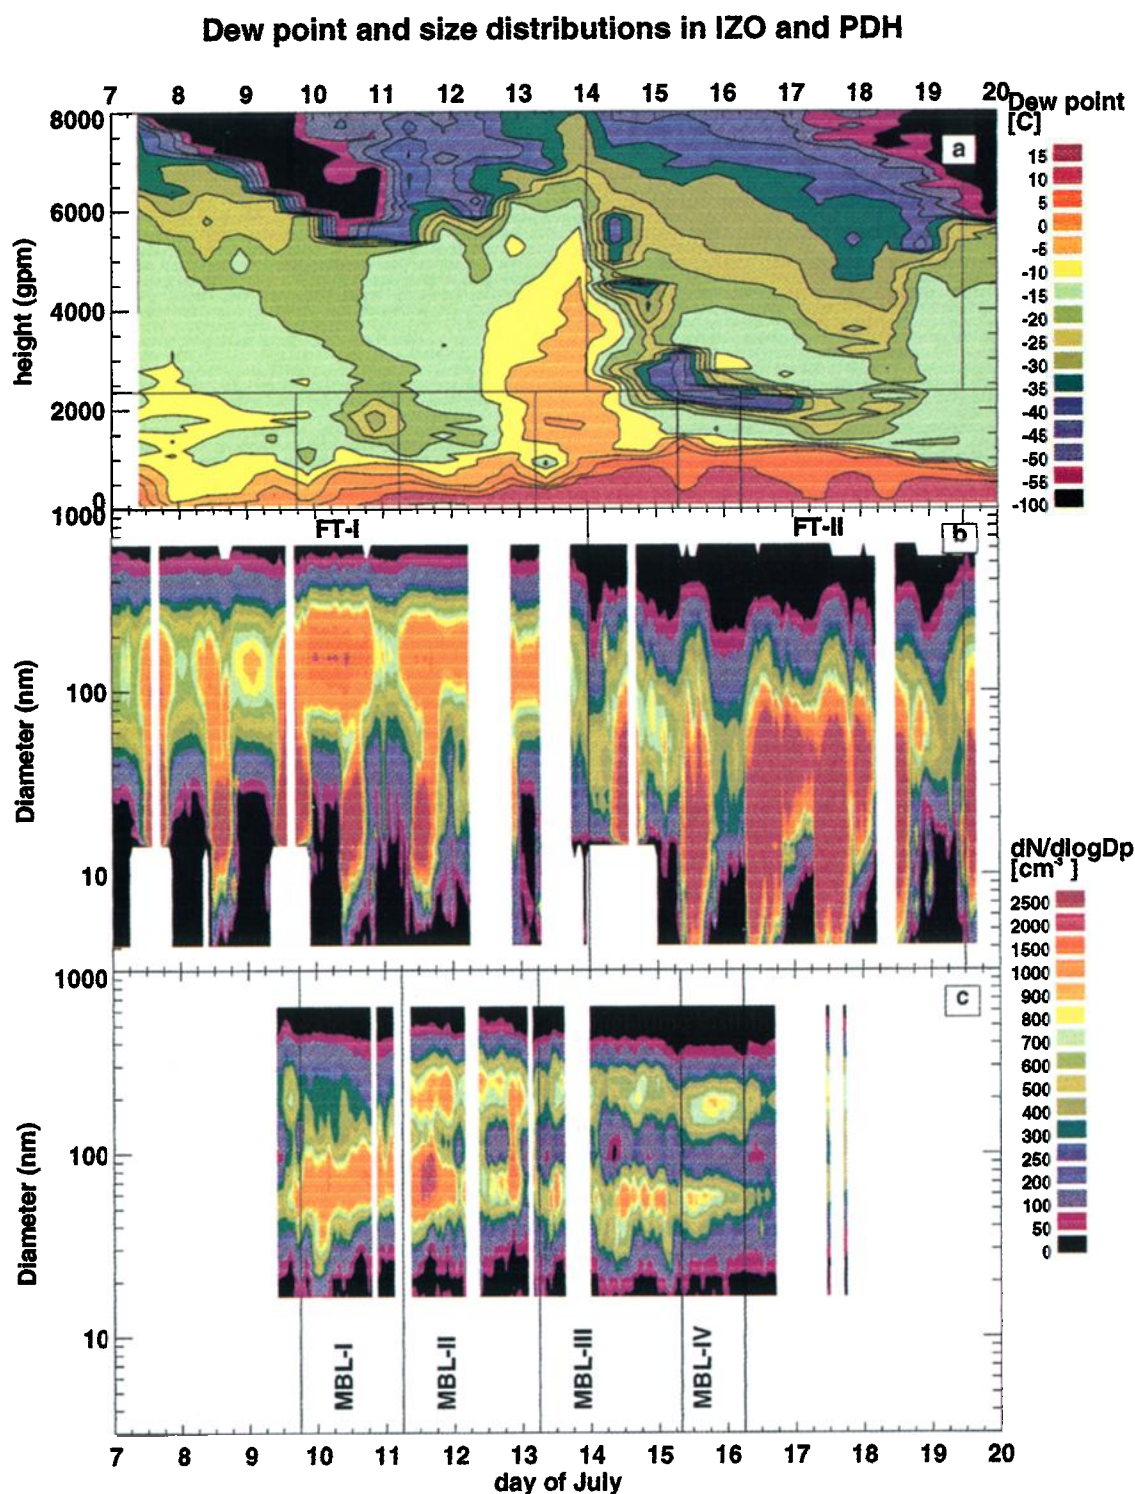 Dew point and size distributions in IZO and PDH
7 8 9 10 11 12 13 14 15 16 17 18 19 20
Dew point
[C]
a
height (gpm)
8000
6000
4000
2000
0
15
10
5
0
-5
-10
-15
-20
-25
-30
-35
-40
-45
-50
-55
-100
1000
FT-I
FT-II
b
Diameter (nm)
100
10
dN/dlogDp
[cm-3]
2500
2000
1500
1000
900
800
700
600
500
400
300
250
200
100
50
0
1000
c
Diameter (nm)
100
10
MBL-I
MBL-II
MBL-III
MBL-IV
7 8 9 10 11 12 13 14 15 16 17 18 19 20
day of July